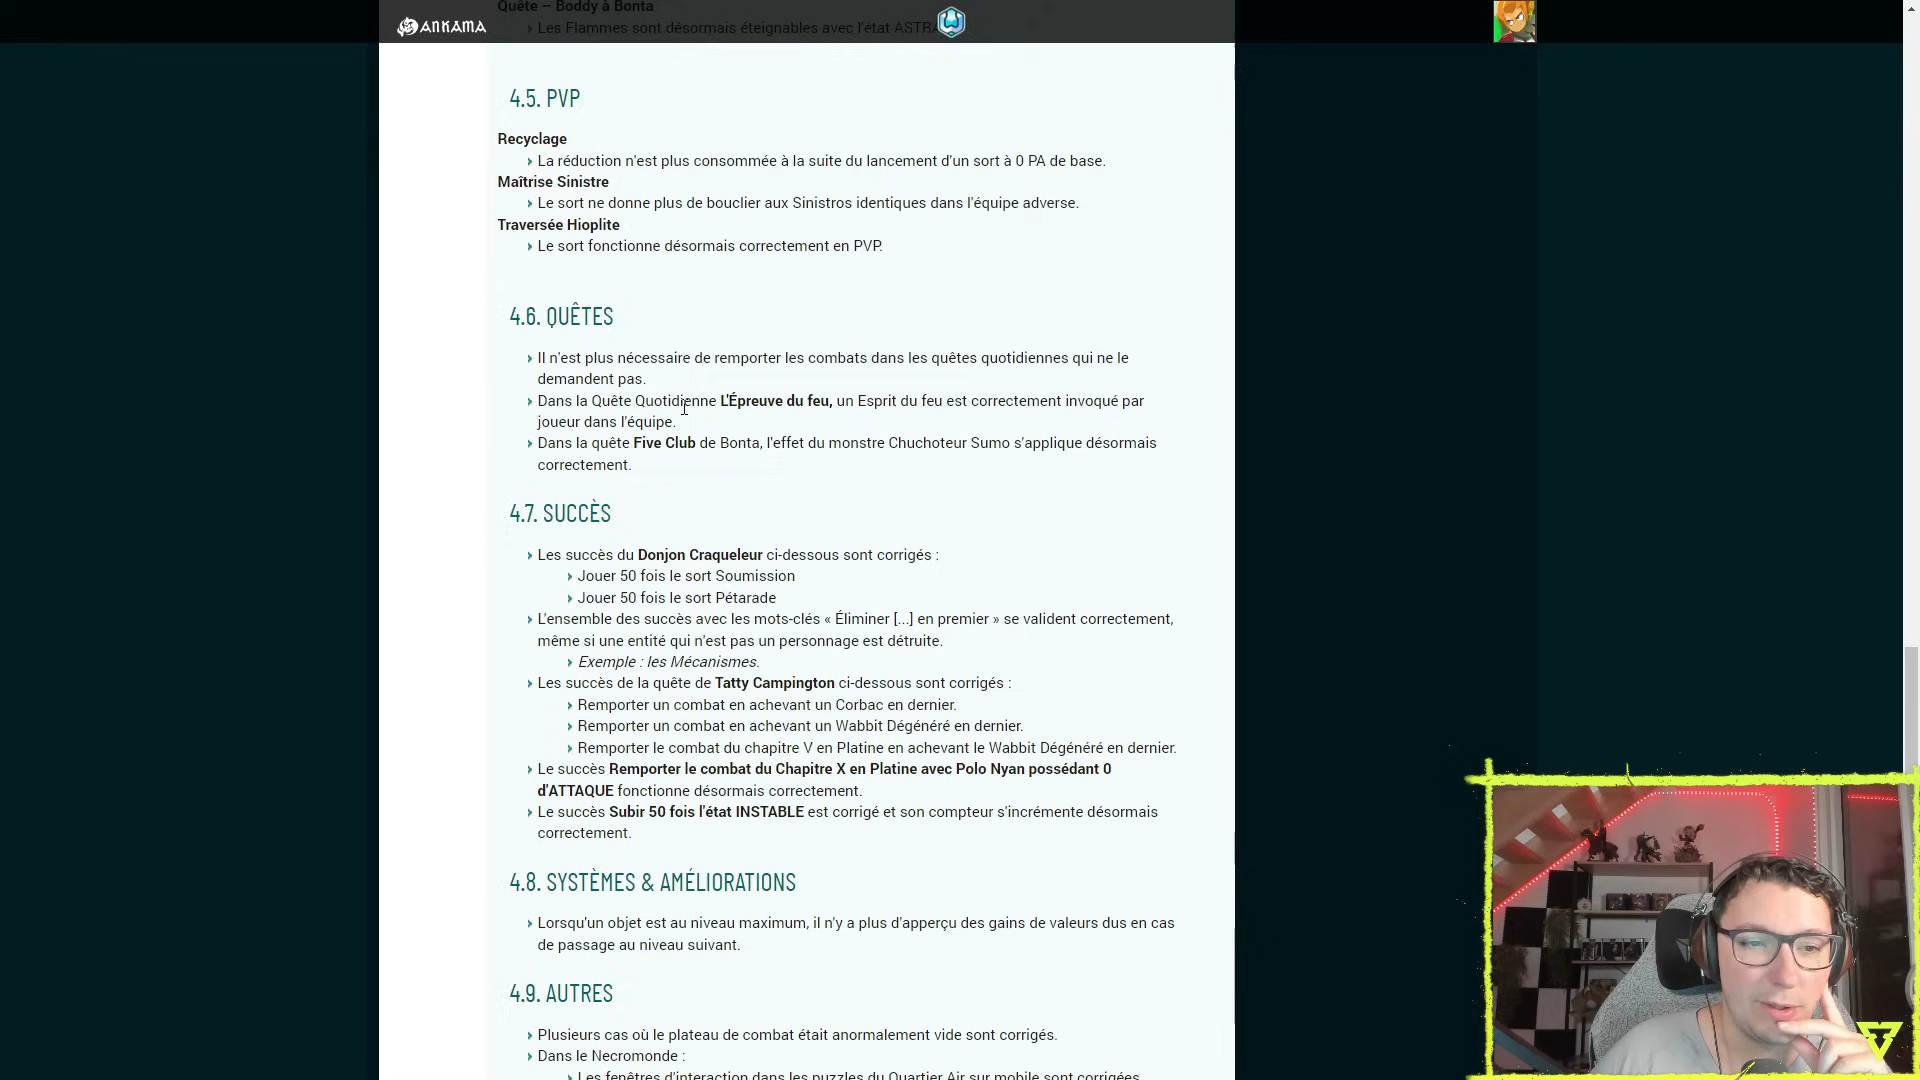 Quête – Boddy à Bonta
ANKAMA
› Les Flammes sont désormais éteignables avec l'état ASTRA
4.5. PVP
Recyclage
› La réduction n'est plus consommée à la suite du lancement d'un sort à 0 PA de base.
Maîtrise Sinistre
› Le sort ne donne plus de bouclier aux Sinistros identiques dans l'équipe adverse.
Traversée Hioplite
› Le sort fonctionne désormais correctement en PVP.
4.6. QUÊTES
› Il n'est plus nécessaire de remporter les combats dans les quêtes quotidiennes qui ne le
demandent pas.
› Dans la Quête Quotidienne L'Épreuve du feu, un Esprit du feu est correctement invoqué par
joueur dans l'équipe.
› Dans la quête Five Club de Bonta, l'effet du monstre Chuchoteur Sumo s'applique désormais
correctement.
4.7. SUCCÈS
› Les succès du Donjon Craqueleur ci-dessous sont corrigés :
› Jouer 50 fois le sort Soumission
› Jouer 50 fois le sort Pétarade
› L'ensemble des succès avec les mots-clés « Éliminer [...] en premier » se valident correctement,
même si une entité qui n'est pas un personnage est détruite.
› Exemple : les Mécanismes.
› Les succès de la quête de Tatty Campington ci-dessous sont corrigés :
› Remporter un combat en achevant un Corbac en dernier.
› Remporter un combat en achevant un Wabbit Dégénéré en dernier.
› Remporter le combat du chapitre V en Platine en achevant le Wabbit Dégénéré en dernier.
› Le succès Remporter le combat du Chapitre X en Platine avec Polo Nyan possédant 0
d'ATTAQUE fonctionne désormais correctement.
› Le succès Subir 50 fois l'état INSTABLE est corrigé et son compteur s'incrémente désormais
correctement.
4.8. SYSTÈMES & AMÉLIORATIONS
› Lorsqu'un objet est au niveau maximum, il n'y a plus d'apperçu des gains de valeurs dus en cas
de passage au niveau suivant.
4.9. AUTRES
› Plusieurs cas où le plateau de combat était anormalement vide sont corrigés.
› Dans le Necromonde :
› Les fenêtres d'interaction dans les puzzles du Quartier Air sur mobile sont corrigées